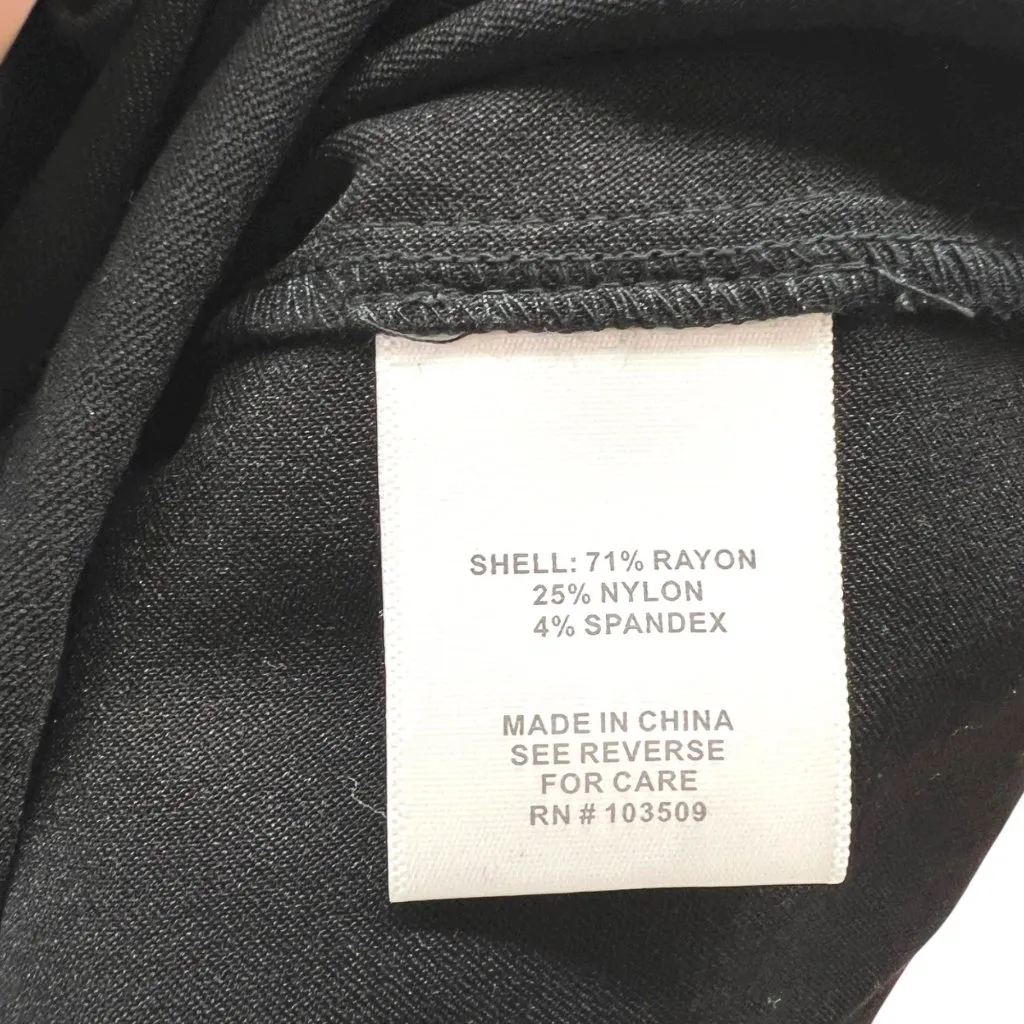 SHELL: 71% RAYON
25% NYLON
4% SPANDEX
MADE IN CHINA
SEE REVERSE
FOR CARE
RN # 103509